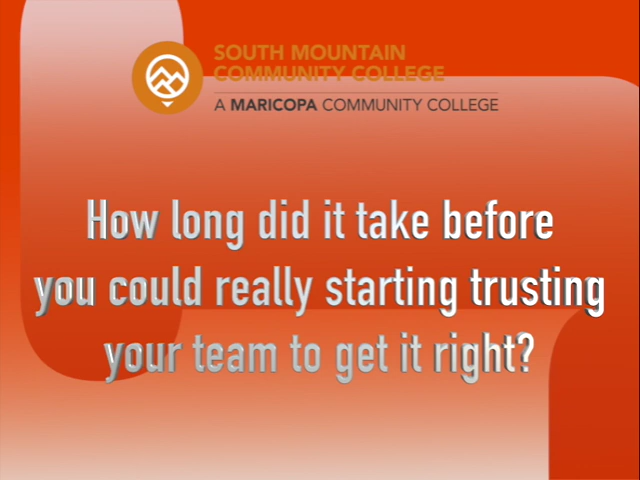 SOUTH MOUNTAIN
COMMUNITY COLLEGE
A MARICOPA COMMUNITY COLLEGE
How long did it take before
you could really starting trusting
your team to get it right?